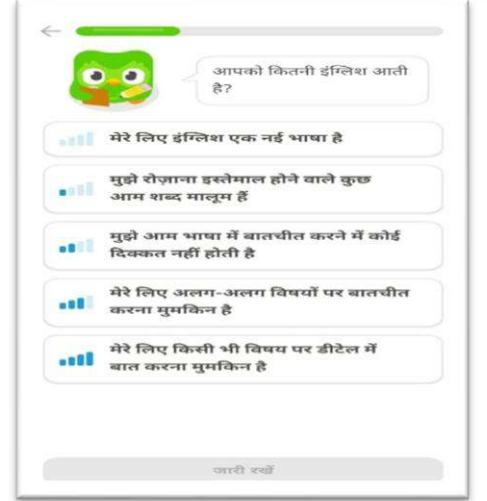 आपको कितनी इंग्लिश आती
है?
मेरे लिए इंग्लिश एक नई भाषा है
मुझे रोज़ाना इस्तेमाल होने वाले कुछ
आम शब्द मालूम हैं
मुझे आम भाषा में बातचीत करने में कोई
दिक्कत नहीं होती है
मेरे लिए अलग-अलग विषयों पर बातचीत
करना मुमकिन है
मेरे लिए किसी भी विषय पर डीटेल में
बात करना मुमकिन है
जारी रखें